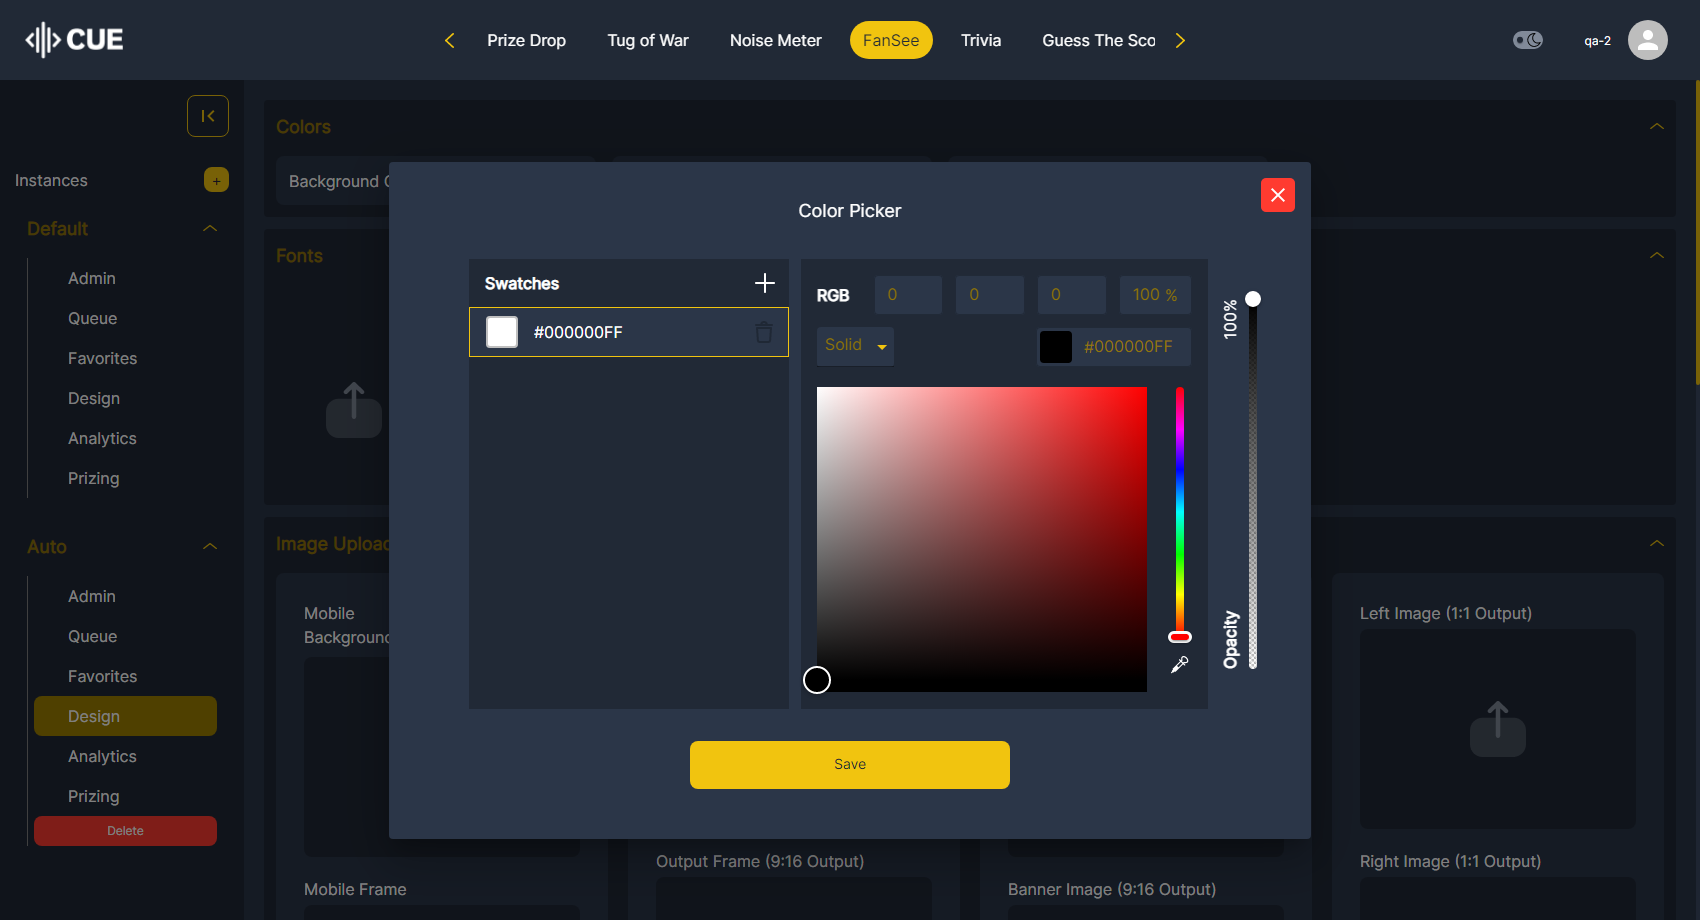 CUE
Prize Drop
Tug of War
Noise Meter
FanSee
Trivia
Guess The Sco
qa-2
Instances
+
Default
Admin
Queue
Favorites
Design
Analytics
Prizing
Auto
Admin
Queue
Favorites
Design
Analytics
Prizing
Delete
Colors
Background
Fonts
Image Upload
Mobile
Background
Mobile Frame
Output Frame (9:16 Output)
Banner Image (9:16 Output)
Left Image (1:1 Output)
Right Image (1:1 Output)
Color Picker
Swatches
#000000FF
RGB
0
0
0
100 %
Solid
#000000FF
100%
Opacity
Save